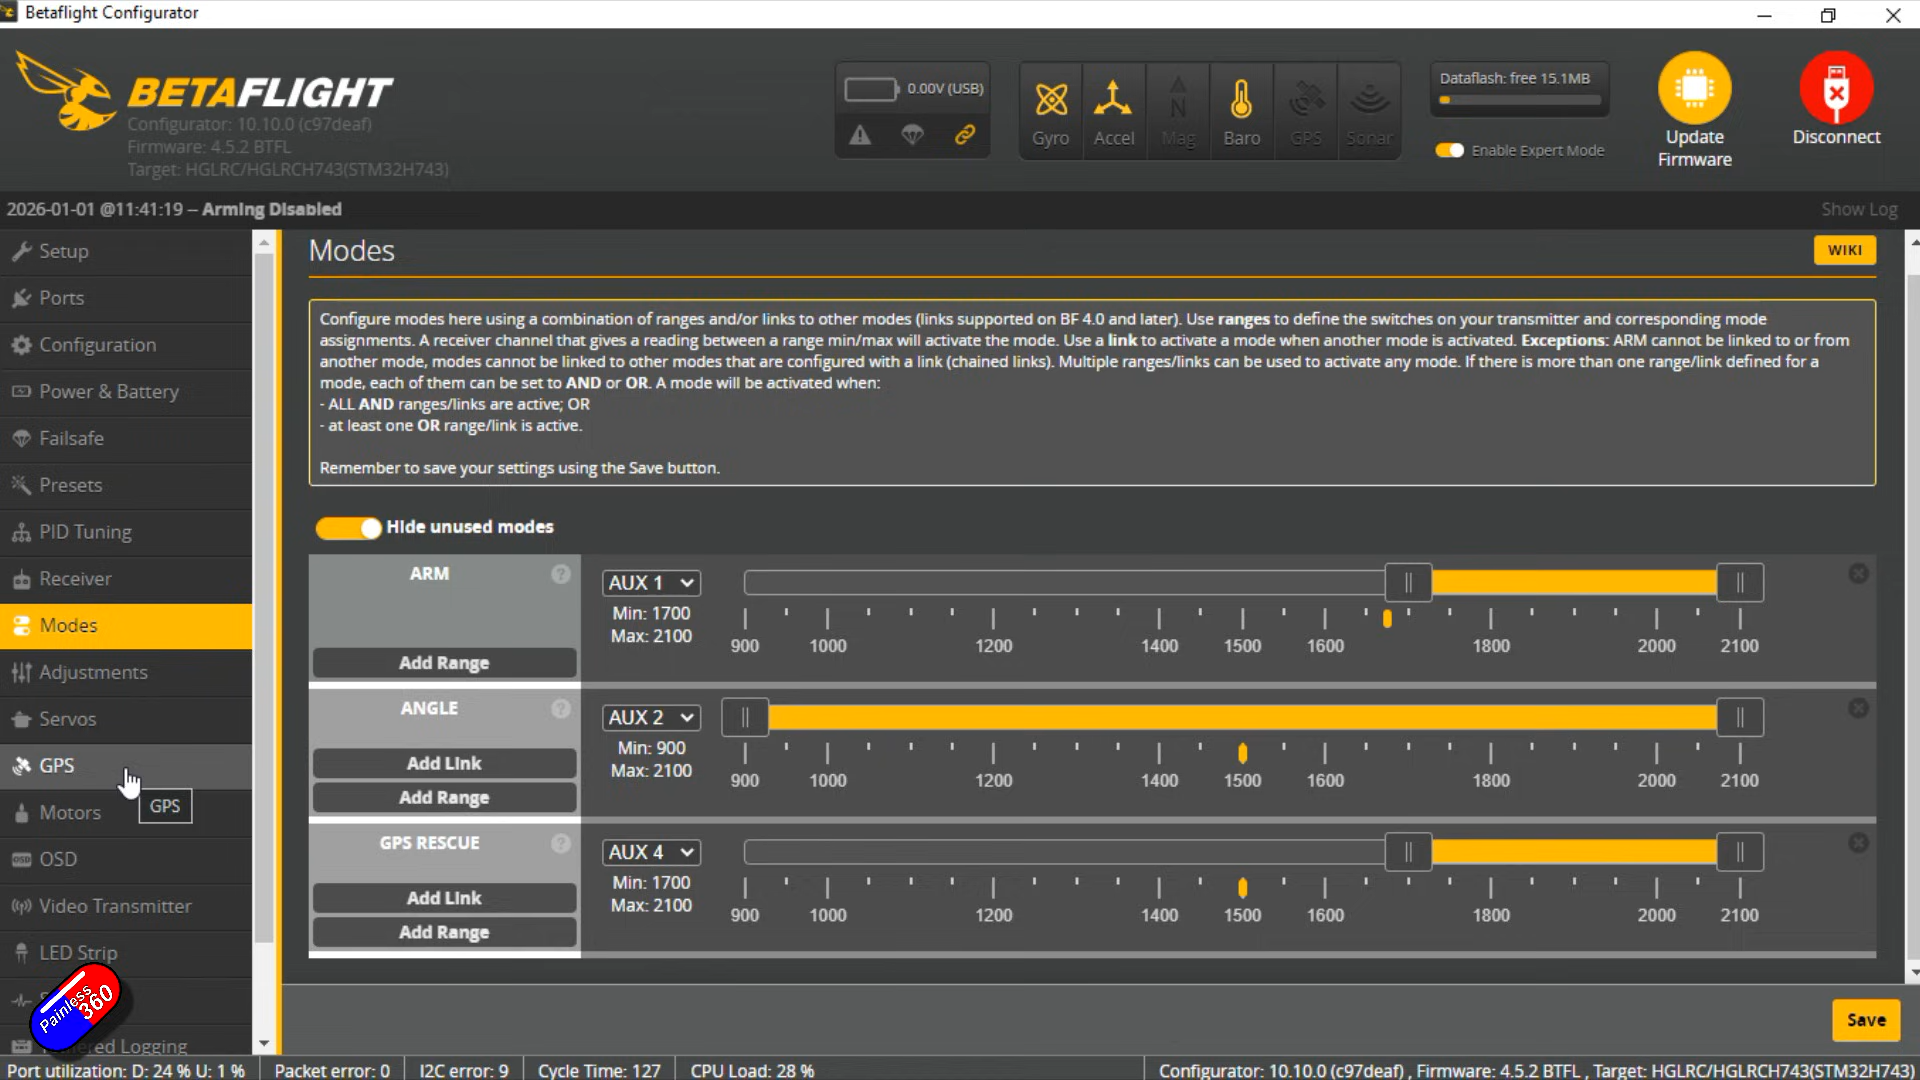 Betaflight Configurator
BETAFLIGHT
Configurator: 10.10.0 (c97deaf)
Firmware: 4.5.2 BTFL
Target: HGLRC/HGLRCH743(STM32H743)
0.00V (USB)
Gyro
Accel
Mag
Baro
GPS
Sonar
Dataflash: free 15.1MB
Enable Expert Mode
Update Firmware
Disconnect
2026-01-01 @11:41:19 -- Arming Disabled
Show Log
Setup
Ports
Configuration
Power & Battery
Failsafe
Presets
PID Tuning
Receiver
Modes
Adjustments
Servos
GPS
GPS
Motors
OSD
Video Transmitter
LED Strip
Logging
Painless 360
Modes
WIKI
Configure modes here using a combination of ranges and/or links to other modes (links supported on BF 4.0 and later). Use ranges to define the switches on your transmitter and corresponding mode
assignments. A receiver channel that gives a reading between a range min/max will activate the mode. Use a link to activate a mode when another mode is activated. Exceptions: ARM cannot be linked to or from
another mode, modes cannot be linked to other modes that are configured with a link (chained links). Multiple ranges/links can be used to activate any mode. If there is more than one range/link defined for a
mode, each of them can be set to AND or OR. A mode will be activated when:
- ALL AND ranges/links are active; OR
- at least one OR range/link is active.
Remember to save your settings using the Save button.
Hide unused modes
ARM
Add Range
AUX 1
Min: 1700
Max: 2100
900 1000 1200 1400 1500 1600 1800 2000 2100
ANGLE
Add Link
Add Range
AUX 2
Min: 900
Max: 2100
900 1000 1200 1400 1500 1600 1800 2000 2100
GPS RESCUE
Add Link
Add Range
AUX 4
Min: 1700
Max: 2100
900 1000 1200 1400 1500 1600 1800 2000 2100
Save
Port utilization: D: 24 % U: 1 %
Packet error: 0
I2C error: 9
Cycle Time: 127
CPU Load: 28 %
Configurator: 10.10.0 (c97deaf) , Firmware: 4.5.2 BTFL , Target: HGLRC/HGLRCH743(STM32H743)